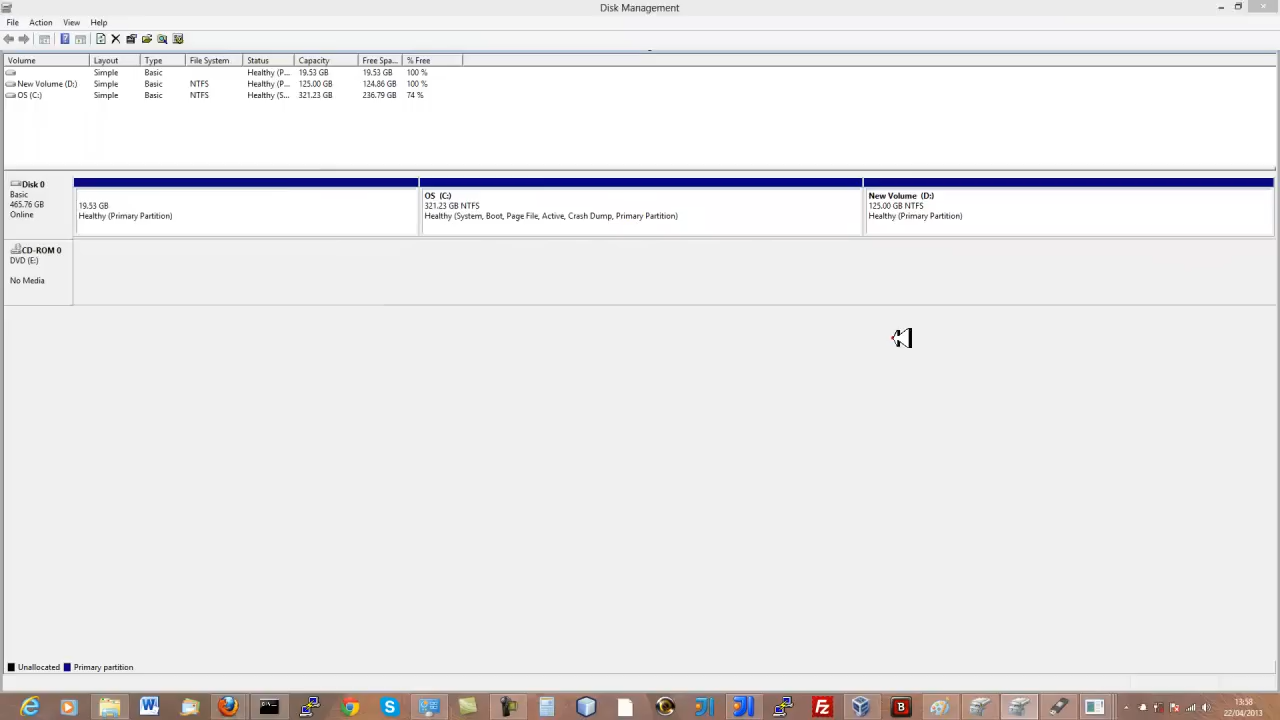 Disk Management
File Action View Help
Volume Layout Type File System Status Capacity Free Spa... % Free
Simple Basic Healthy (P... 19.53 GB 19.53 GB 100 %
New Volume (D:) Simple Basic NTFS Healthy (P... 125.00 GB 124.86 GB 100 %
OS (C:) Simple Basic NTFS Healthy (S... 321.23 GB 236.79 GB 74 %
Disk 0
Basic
465.76 GB
Online
19.53 GB
Healthy (Primary Partition)
OS (C:)
321.23 GB NTFS
Healthy (System, Boot, Page File, Active, Crash Dump, Primary Partition)
New Volume (D:)
125.00 GB NTFS
Healthy (Primary Partition)
CD-ROM 0
DVD (E:)
No Media
Unallocated Primary partition
13:58
22/04/2013